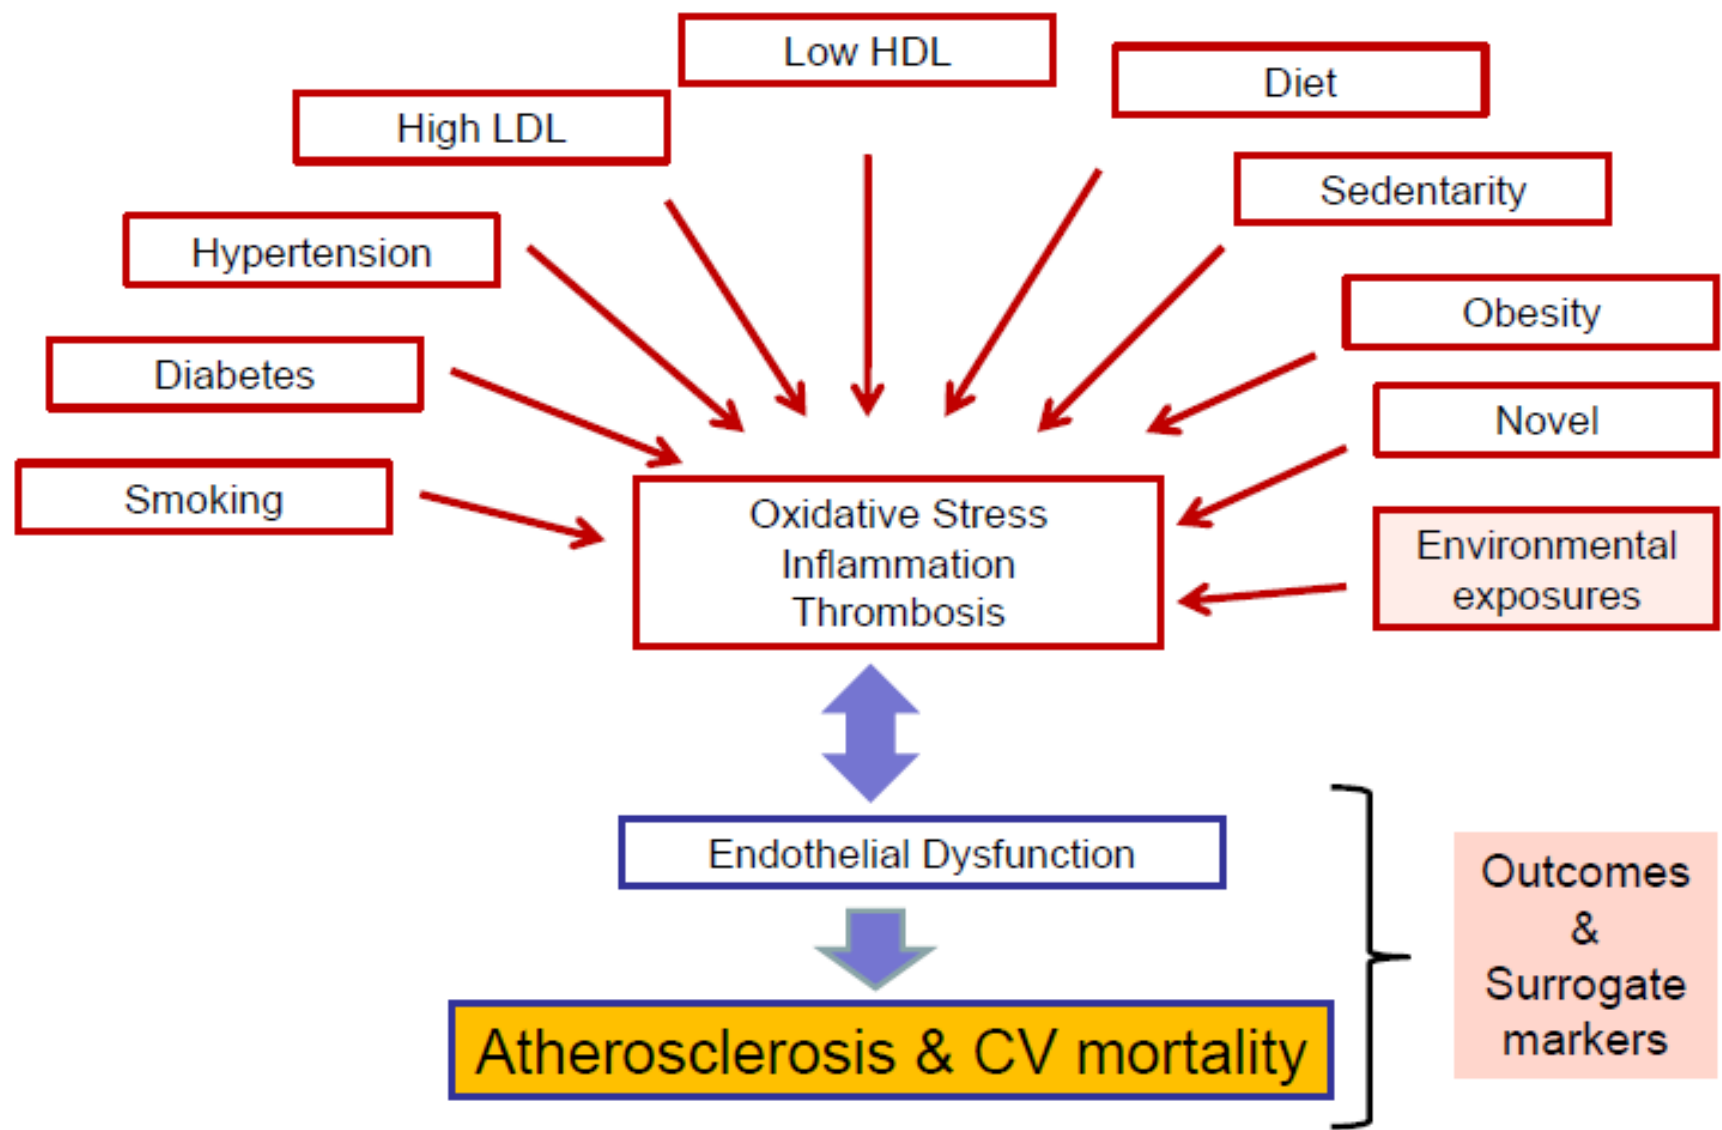 Low HDL
Diet
High LDL
Sedentarity
Hypertension
Obesity
Diabetes
Novel
Smoking
Oxidative Stress
Inflammation
Thrombosis
Environmental
exposures
Endothelial Dysfunction
Outcomes
&
Surrogate
markers
Atherosclerosis & CV mortality